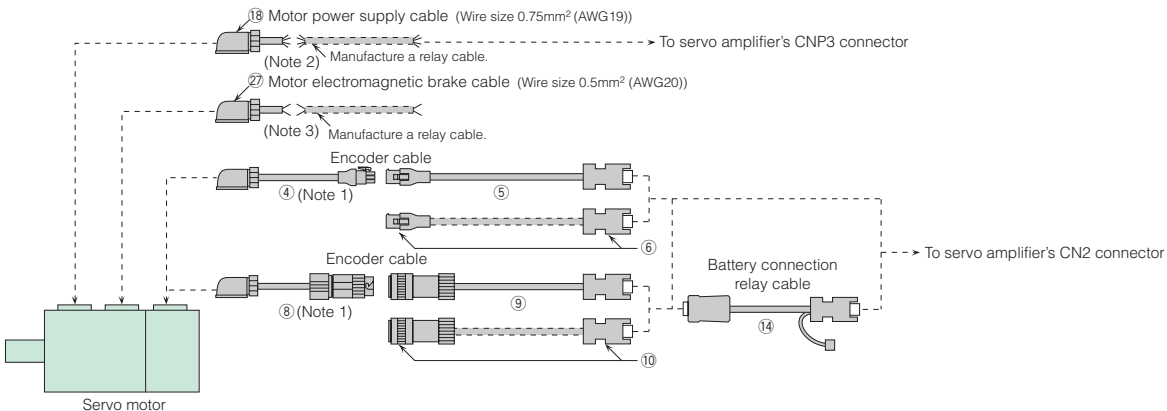 ⑱ Motor power supply cable (Wire size 0.75mm² (AWG19))
To servo amplifier's CNP3 connector
(Note 2) Manufacture a relay cable.
㉗ Motor electromagnetic brake cable (Wire size 0.5mm² (AWG20))
(Note 3) Manufacture a relay cable.
Encoder cable
④ (Note 1)
⑤
⑥
To servo amplifier's CN2 connector
Encoder cable
Battery connection
relay cable
⑧ (Note 1)
⑨
⑭
⑩
Servo motor